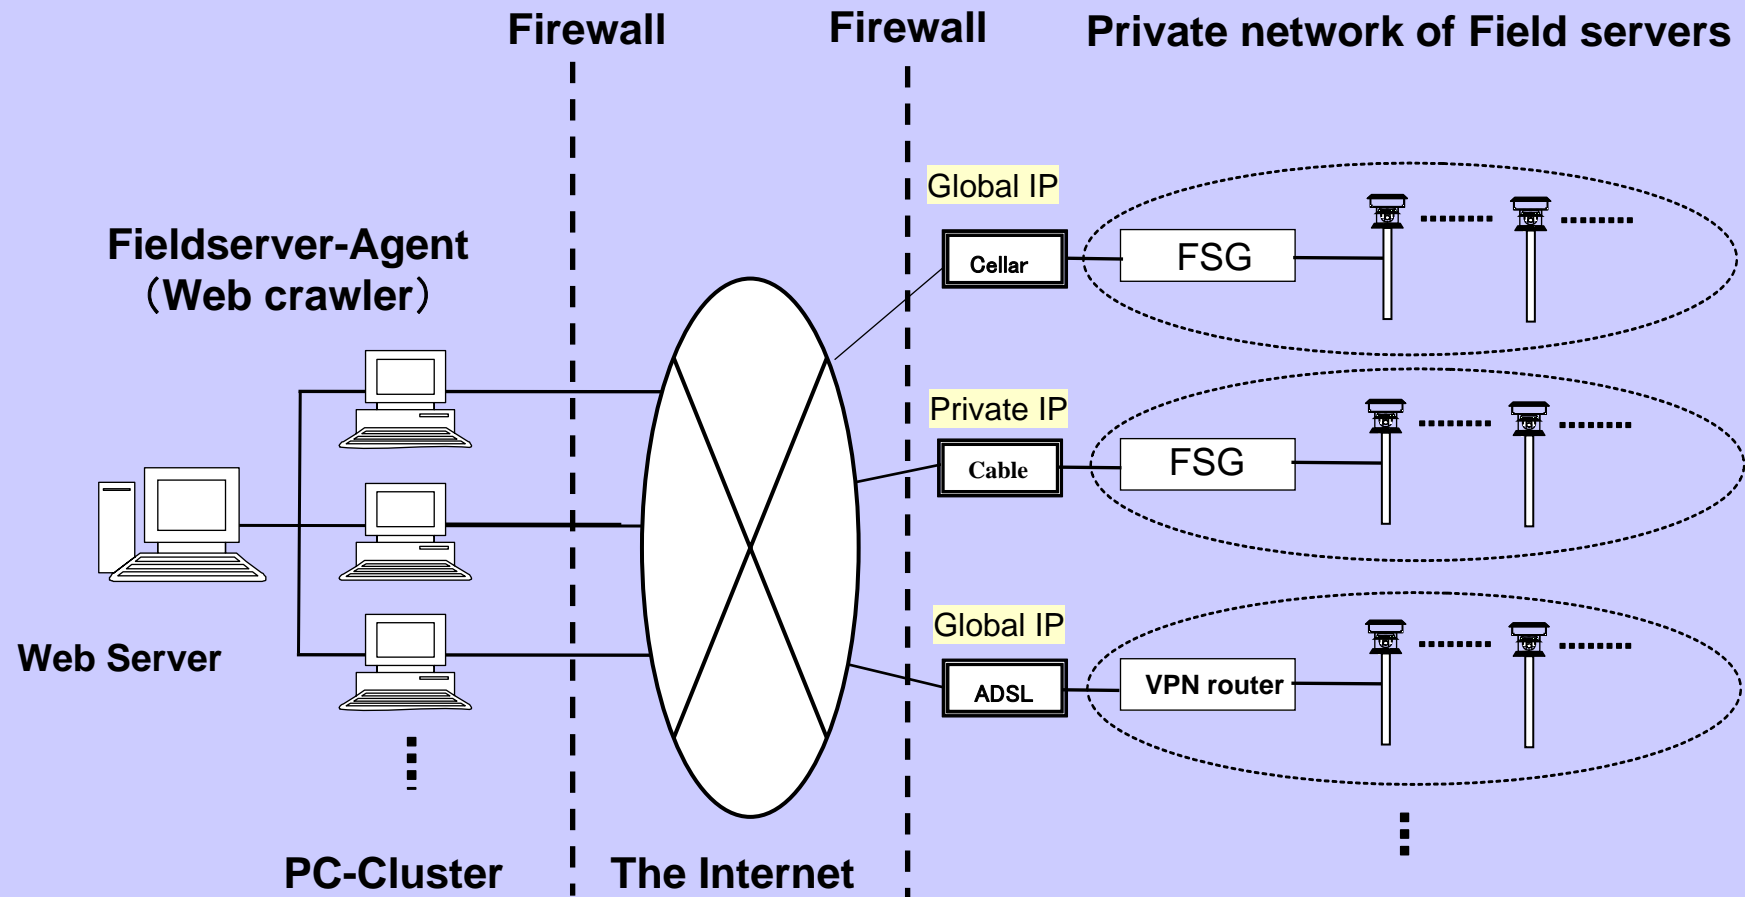 Firewall
Firewall
Private network of Field servers
Global IP
Fieldserver-Agent
（Web crawler）
Cellar
FSG
Private IP
Cable
FSG
Global IP
Web Server
ADSL
VPN router
PC-Cluster
The Internet